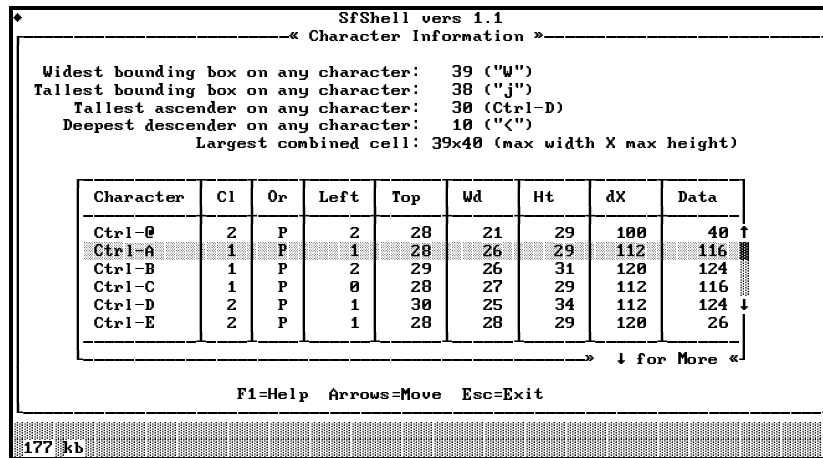 SfShell vers 1.1
« Character Information »
Widest bounding box on any character: 39 ("W")
Tallest bounding box on any character: 38 ("j")
Tallest ascender on any character: 30 (Ctrl-D)
Deepest descender on any character: 10 ("<")
Largest combined cell: 39x40 (max width X max height)
Character Cl Or Left Top Wd Ht dX Data
Ctrl-@ 2 P 2 28 21 29 100 40 ↑
Ctrl-A 1 P 1 28 26 29 112 116
Ctrl-B 1 P 2 29 26 31 120 124
Ctrl-C 1 P 0 28 27 29 112 116
Ctrl-D 2 P 1 30 25 34 112 124 ↓
Ctrl-E 2 P 1 28 28 29 120 26
» ↓ for More «
F1=Help Arrows=Move Esc=Exit
177 kb